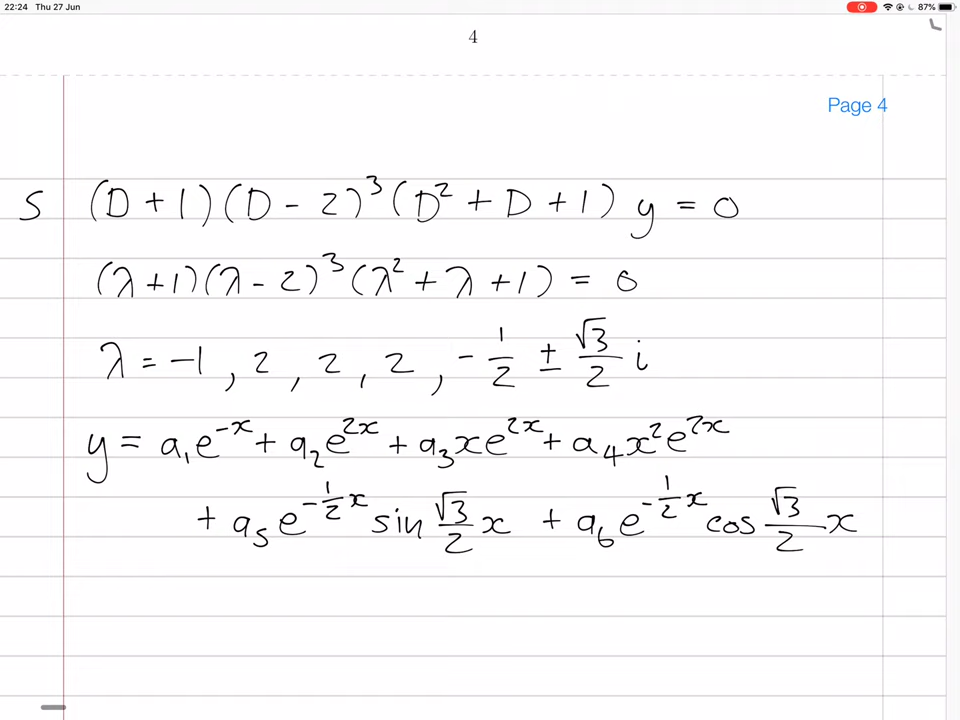 22:24 Thu 27 Jun 87%
4
Page 4
5 (D + 1)(D - 2)³(D² + D + 1) y = 0
(λ + 1)(λ - 2)³(λ² + λ + 1) = 0
λ = -1, 2, 2, 2, -1/2 ± √3/2 i
y = a₁e^{-x} + a₂e^{2x} + a₃xe^{2x} + a₄x²e^{2x}
+ a₅e^{-1/2 x} sin √3/2 x + a₆e^{-1/2 x} cos √3/2 x